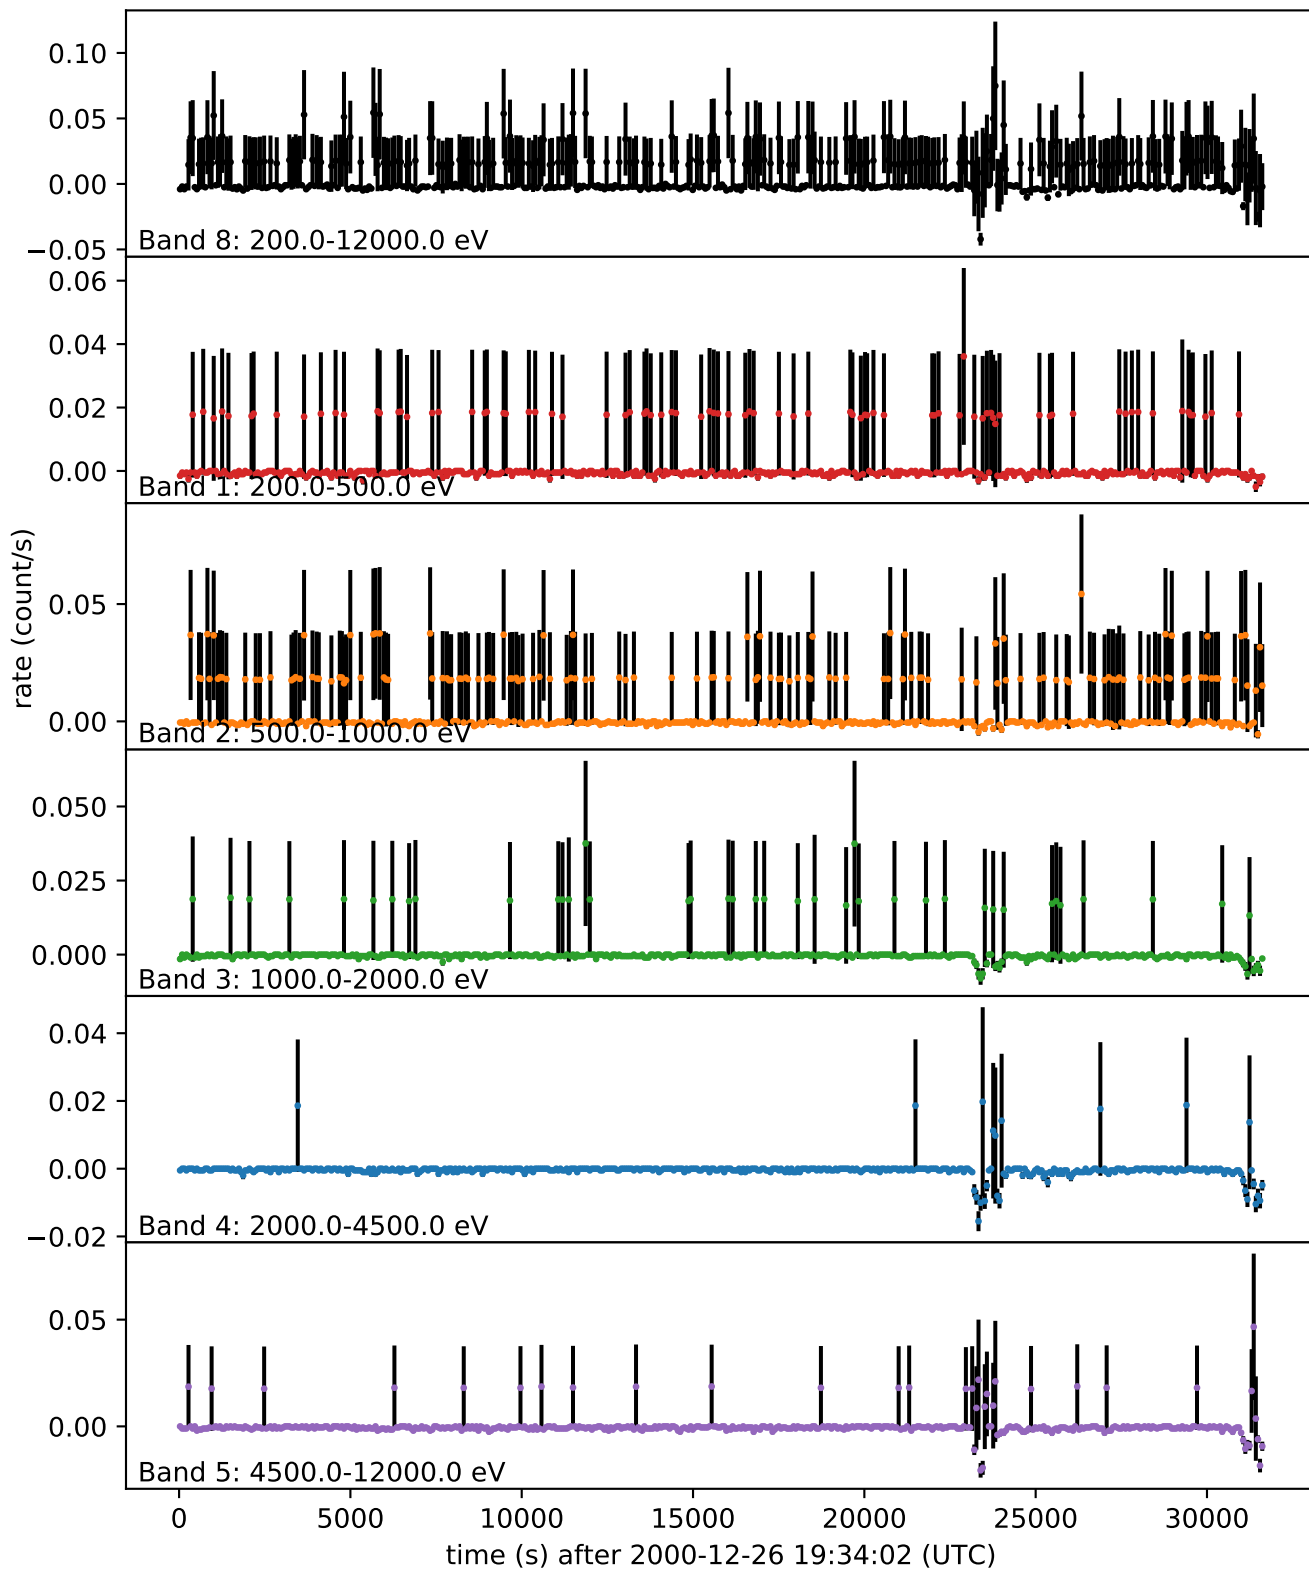 0.10
0.05
0.00
−0.05
Band 8: 200.0-12000.0 eV
0.06
0.04
0.02
0.00
Band 1: 200.0-500.0 eV
rate (count/s)
0.05
0.00
Band 2: 500.0-1000.0 eV
0.050
0.025
0.000
Band 3: 1000.0-2000.0 eV
0.04
0.02
0.00
−0.02
Band 4: 2000.0-4500.0 eV
0.05
0.00
Band 5: 4500.0-12000.0 eV
0 5000 10000 15000 20000 25000 30000
time (s) after 2000-12-26 19:34:02 (UTC)